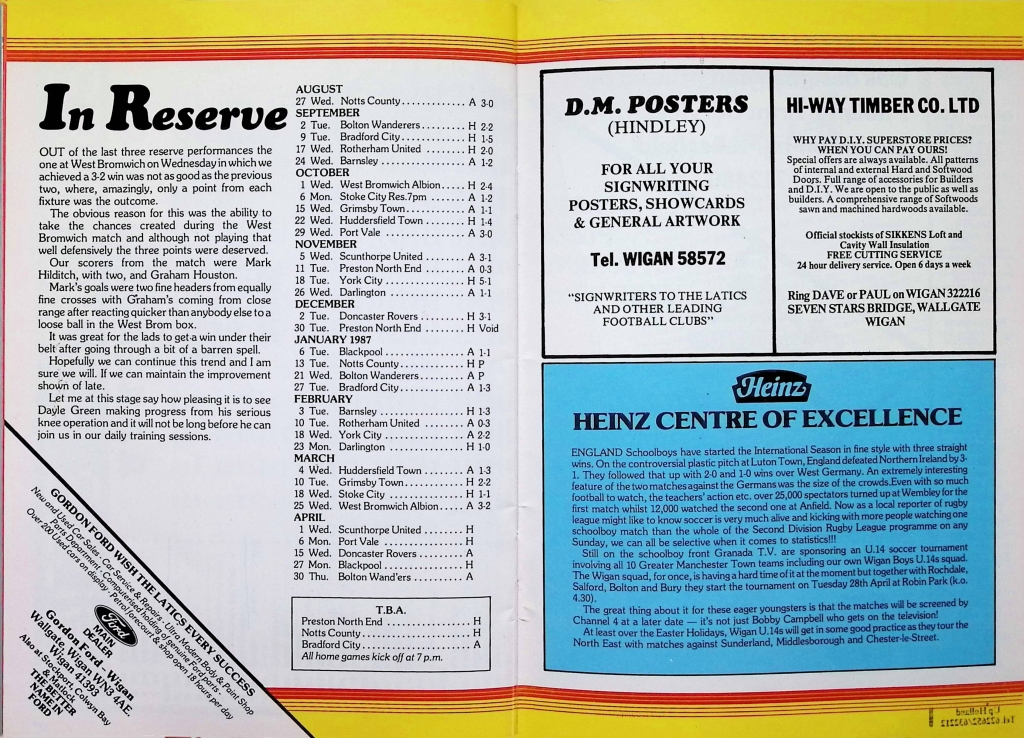 In Reserve
OUT of the last three reserve performances the
one at West Bromwich on Wednesday in which we
achieved a 3-2 win was not as good as the previous
two, where, amazingly, only a point from each
fixture was the outcome.
The obvious reason for this was the ability to
take the chances created during the West
Bromwich match and although not playing that
well defensively the three points were deserved.
Our scorers from the match were Mark
Hilditch, with two, and Graham Houston.
Mark's goals were two fine headers from equally
fine crosses with Graham's coming from close
range after reacting quicker than anybody else to a
loose ball in the West Brom box.
It was great for the lads to get a win under their
belt after going through a bit of a barren spell.
Hopefully we can continue this trend and I am
sure we will. If we can maintain the improvement
shown of late.
Let me at this stage say how pleasing it is to see
Dayle Green making progress from his serious
knee operation and it will not be long before he can
join us in our daily training sessions.
GORDON FORD WISH THE LATICS EVERY SUCCESS
New and Used Car Sales - Car Service & Repairs - Ultra Modern Body & Paint Shop
Parts Department - Computerised holding of genuine Ford parts -
Over 200 Used cars on display - Petrol forecourt & shop open 18 hours per day
Ford
MAIN
DEALER
Gordon Ford - Wigan
Wallgate, Wigan WN3 4AE.
Wigan 41393
Also at Stockport, Colwyn Bay
& Matlock
THE BETTER
NAME IN
FORD
AUGUST
27 Wed. Notts County............ A 3-0
SEPTEMBER
2 Tue. Bolton Wanderers......... H 2-2
9 Tue. Bradford City............. H 1-5
17 Wed. Rotherham United ....... H 2-0
24 Wed. Barnsley ................ A 1-2
OCTOBER
1 Wed. West Bromwich Albion..... H 2-4
6 Mon. Stoke City Res.7pm ...... A 1-2
15 Wed. Grimsby Town............ A 1-1
22 Wed. Huddersfield Town ....... H 1-4
29 Wed. Port Vale ................ A 3-0
NOVEMBER
5 Wed. Scunthorpe United ....... A 3-1
11 Tue. Preston North End ........ A 0-3
18 Tue. York City ................ H 5-1
26 Wed. Darlington ............... A 1-1
DECEMBER
2 Tue. Doncaster Rovers ......... H 3-1
30 Tue. Preston North End ........ H Void
JANUARY 1987
6 Tue. Blackpool ................ A 1-1
13 Tue. Notts County............. H P
21 Wed. Bolton Wanderers......... A P
27 Tue. Bradford City............. A 1-3
FEBRUARY
3 Tue. Barnsley ................. H 1-3
10 Tue. Rotherham United ........ A 0-3
18 Wed. York City ................ A 2-2
23 Mon. Darlington ............... H 1-0
MARCH
4 Wed. Huddersfield Town ....... A 1-3
10 Tue. Grimsby Town............ H 2-2
18 Wed. Stoke City ............... H 1-1
25 Wed. West Bromwich Albion..... A 3-2
APRIL
1 Wed. Scunthorpe United ....... H
6 Mon. Port Vale ................ H
15 Wed. Doncaster Rovers ......... A
27 Mon. Blackpool ................ H
30 Thu. Bolton Wand'ers .......... A
T.B.A.
Preston North End ................. H
Notts County...................... H
Bradford City...................... A
All home games kick off at 7 p.m.
D.M. POSTERS
(HINDLEY)
FOR ALL YOUR
SIGNWRITING
POSTERS, SHOWCARDS
& GENERAL ARTWORK
Tel. WIGAN 58572
"SIGNWRITERS TO THE LATICS
AND OTHER LEADING
FOOTBALL CLUBS"
HI-WAY TIMBER CO. LTD
WHY PAY D.I.Y. SUPERSTORE PRICES?
WHEN YOU CAN PAY OURS!
Special offers are always available. All patterns
of internal and external Hard and Softwood
Doors. Full range of accessories for Builders
and D.I.Y. We are open to the public as well as
builders. A comprehensive range of Softwoods
sawn and machined hardwoods available.
Official stockists of SIKKENS Loft and
Cavity Wall Insulation
FREE CUTTING SERVICE
24 hour delivery service. Open 6 days a week
Ring DAVE or PAUL on WIGAN 322216
SEVEN STARS BRIDGE, WALLGATE
WIGAN
Heinz
HEINZ CENTRE OF EXCELLENCE
ENGLAND Schoolboys have started the International Season in fine style with three straight
wins. On the controversial plastic pitch at Luton Town, England defeated Northern Ireland by 3-
1. They followed that up with 2-0 and 1-0 wins over West Germany. An extremely interesting
feature of the two matches against the Germans was the size of the crowds.Even with so much
football to watch, the teachers' action etc. over 25,000 spectators turned up at Wembley for the
first match whilst 12,000 watched the second one at Anfield. Now as a local reporter of rugby
league might like to know soccer is very much alive and kicking with more people watching one
schoolboy match than the whole of the Second Division Rugby League programme on any
Sunday, we can all be selective when it comes to statistics!!!
Still on the schoolboy front Granada T.V. are sponsoring an U.14 soccer tournament
involving all 10 Greater Manchester Town teams including our own Wigan Boys U.14s squad.
The Wigan squad, for once, is having a hard time of it at the moment but together with Rochdale,
Salford, Bolton and Bury they start the tournament on Tuesday 28th April at Robin Park (k.o.
4.30).
The great thing about it for these eager youngsters is that the matches will be screened by
Channel 4 at a later date — it's not just Bobby Campbell who gets on the television!
At least over the Easter Holidays, Wigan U.14s will get in some good practice as they tour the
North East with matches against Sunderland, Middlesborough and Chester-le-Street.
Up Holland